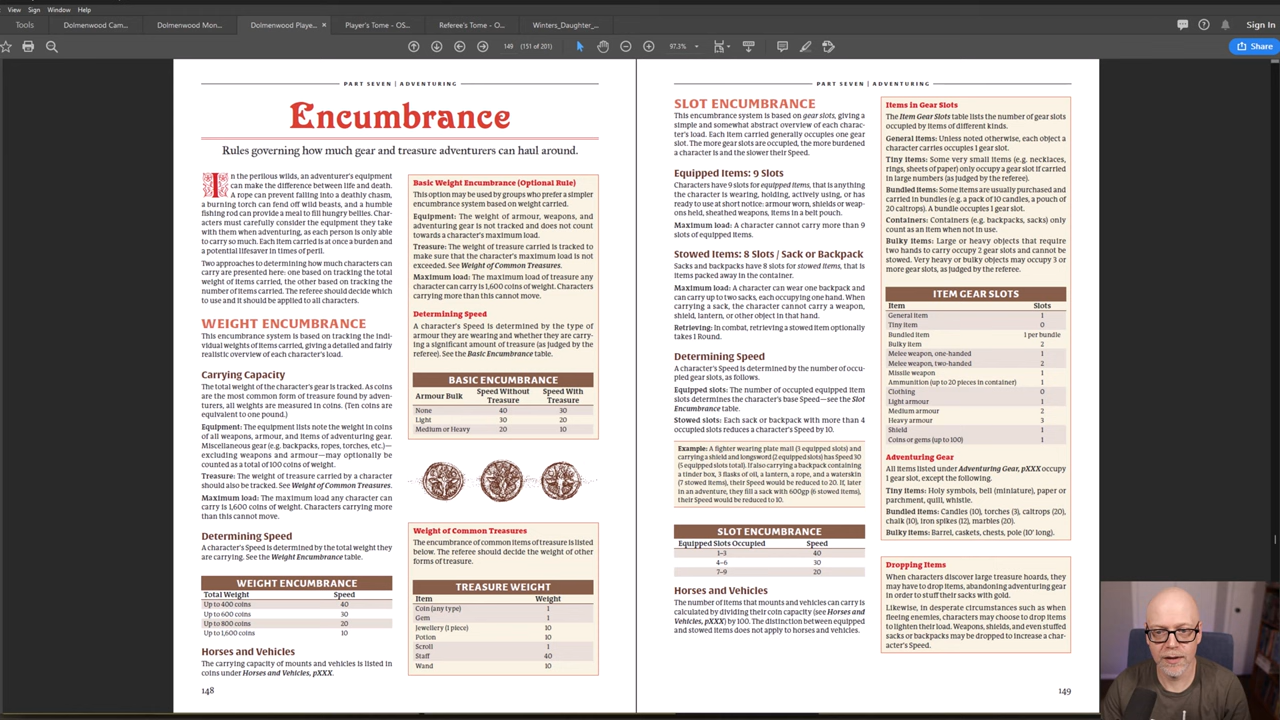 View Sign Window Help
Tools Dolmenwood Cam... Dolmenwood Mon... Dolmenwood Playe... × Player's Tome - OS... Referee's Tome - O... Winters_Daughter_... Sign In
149 (151 of 201) 97.3% Share
PART SEVEN | ADVENTURING
Encumbrance
Rules governing how much gear and treasure adventurers can haul around.
In the perilous wilds, an adventurer's equipment
can make the difference between life and death.
A rope can prevent falling into a deathly chasm,
a burning torch can fend off wild beasts, and a humble
fishing rod can provide a meal to fill hungry bellies. Char-
acters must carefully consider the equipment they take
with them when adventuring, as each person is only able
to carry so much. Each item carried is at once a burden and
a potential lifesaver in times of peril.
Two approaches to determining how much characters can
carry are presented here: one based on tracking the total
weight of items carried, the other based on tracking the
number of items carried. The referee should decide which
to use and it should be applied to all characters.
WEIGHT ENCUMBRANCE
This encumbrance system is based on tracking the indi-
vidual weights of items carried, giving a detailed and fairly
realistic overview of each character's load.
Carrying Capacity
The total weight of the character's gear is tracked. As coins
are the most common form of treasure found by adven-
turers, all weights are measured in coins. (Ten coins are
equivalent to one pound.)
Equipment: The equipment lists note the weight in coins
of all weapons, armour, and items of adventuring gear.
Miscellaneous gear (e.g. backpacks, ropes, torches, etc.)—
excluding weapons and armour—may optionally be
counted as a total of 100 coins of weight.
Treasure: The weight of treasure carried by a character
should also be tracked. See Weight of Common Treasures.
Maximum load: The maximum load any character can
carry is 1,600 coins of weight. Characters carrying more
than this cannot move.
Determining Speed
A character's Speed is determined by the total weight they
are carrying. See the Weight Encumbrance table.
WEIGHT ENCUMBRANCE
Total Weight Speed
Up to 400 coins 40
Up to 600 coins 30
Up to 800 coins 20
Up to 1,600 coins 10
Horses and Vehicles
The carrying capacity of mounts and vehicles is listed in
coins under Horses and Vehicles, pXXX.
148
Basic Weight Encumbrance (Optional Rule)
This option may be used by groups who prefer a simpler
encumbrance system based on weight carried.
Equipment: The weight of armour, weapons, and
adventuring gear is not tracked and does not count
towards a character's maximum load.
Treasure: The weight of treasure carried is tracked to
make sure that the character's maximum load is not
exceeded. See Weight of Common Treasures.
Maximum load: The maximum load of treasure any
character can carry is 1,600 coins of weight. Characters
carrying more than this cannot move.
Determining Speed
A character's Speed is determined by the type of
armour they are wearing and whether they are carry-
ing a significant amount of treasure (as judged by the
referee). See the Basic Encumbrance table.
BASIC ENCUMBRANCE
Armour Bulk Speed Without Treasure Speed With Treasure
None 40 30
Light 30 20
Medium or Heavy 20 10
Weight of Common Treasures
The encumbrance of common items of treasure is listed
below. The referee should decide the weight of other
forms of treasure.
TREASURE WEIGHT
Item Weight
Coin (any type) 1
Gem 1
Jewellery (1 piece) 10
Potion 10
Scroll 1
Staff 40
Wand 10
PART SEVEN | ADVENTURING
SLOT ENCUMBRANCE
This encumbrance system is based on gear slots, giving a
simple and somewhat abstract overview of each charac-
ter's load. Each item carried generally occupies one gear
slot. The more gear slots are occupied, the more burdened
a character is and the slower their Speed.
Equipped Items: 9 Slots
Characters have 9 slots for equipped items, that is anything
the character is wearing, holding, actively using, or has
ready to use at short notice: armour worn, shields or weap-
ons held, sheathed weapons, items in a belt pouch.
Maximum load: A character cannot carry more than 9
slots of equipped items.
Stowed Items: 8 Slots / Sack or Backpack
Sacks and backpacks have 8 slots for stowed items, that is
items packed away in the container.
Maximum load: A character can wear one backpack and
can carry up to two sacks, each occupying one hand. When
carrying a sack, the character cannot carry a weapon,
shield, lantern, or other object in that hand.
Retrieving: In combat, retrieving a stowed item optionally
takes 1 Round.
Determining Speed
A character's Speed is determined by the number of occu-
pied gear slots, as follows.
Equipped slots: The number of occupied equipped item
slots determines the character's base Speed—see the Slot
Encumbrance table.
Stowed slots: Each sack or backpack with more than 4
occupied slots reduces a character's Speed by 10.
Example: A fighter wearing plate mail (3 equipped slots) and
carrying a shield and longsword (2 equipped slots) has Speed 30
(5 equipped slots total). If also carrying a backpack containing
a tinder box, 3 flasks of oil, a lantern, a rope, and a waterskin
(7 stowed items), their Speed would be reduced to 20. If, later
in an adventure, they fill a sack with 600gp (6 stowed items),
their Speed would be reduced to 10.
SLOT ENCUMBRANCE
Equipped Slots Occupied Speed
1–3 40
4–6 30
7–9 20
Horses and Vehicles
The number of items that mounts and vehicles can carry is
calculated by dividing their coin capacity (see Horses and
Vehicles, pXXX) by 100. The distinction between equipped
and stowed items does not apply to horses and vehicles.
Items in Gear Slots
The Item Gear Slots table lists the number of gear slots
occupied by items of different kinds.
General items: Unless noted otherwise, each object a
character carries occupies 1 gear slot.
Tiny items: Some very small items (e.g. necklaces,
rings, sheets of paper) only occupy a gear slot if carried
in large numbers (as judged by the referee).
Bundled items: Some items are usually purchased and
carried in bundles (e.g. a pack of 10 candles, a pouch of
20 caltrops). A bundle occupies 1 gear slot.
Containers: Containers (e.g. backpacks, sacks) only
count as an item when not in use.
Bulky items: Large or heavy objects that require
two hands to carry occupy 2 gear slots and cannot be
stowed. Very heavy or bulky objects may occupy 3 or
more gear slots, as judged by the referee.
ITEM GEAR SLOTS
Item Slots
General item 1
Tiny item 0
Bundled item 1 per bundle
Bulky item 2
Melee weapon, one-handed 1
Melee weapon, two-handed 2
Missile weapon 1
Ammunition (up to 20 pieces in container) 1
Clothing 0
Light armour 1
Medium armour 2
Heavy armour 3
Shield 1
Coins or gems (up to 100) 1
Adventuring Gear
All items listed under Adventuring Gear, pXXX occupy
1 gear slot, except the following.
Tiny items: Holy symbols, bell (miniature), paper or
parchment, quill, whistle.
Bundled items: Candles (10), torches (3), caltrops (20),
chalk (10), iron spikes (12), marbles (20).
Bulky items: Barrel, caskets, chests, pole (10' long).
Dropping Items
When characters discover large treasure hoards, they
may have to drop items, abandoning adventuring gear
in order to stuff their sacks with gold.
Likewise, in desperate circumstances such as when
fleeing enemies, characters may choose to drop items
to lighten their load. Weapons, shields, and even stuffed
sacks or backpacks may be dropped to increase a char-
acter's Speed.
149